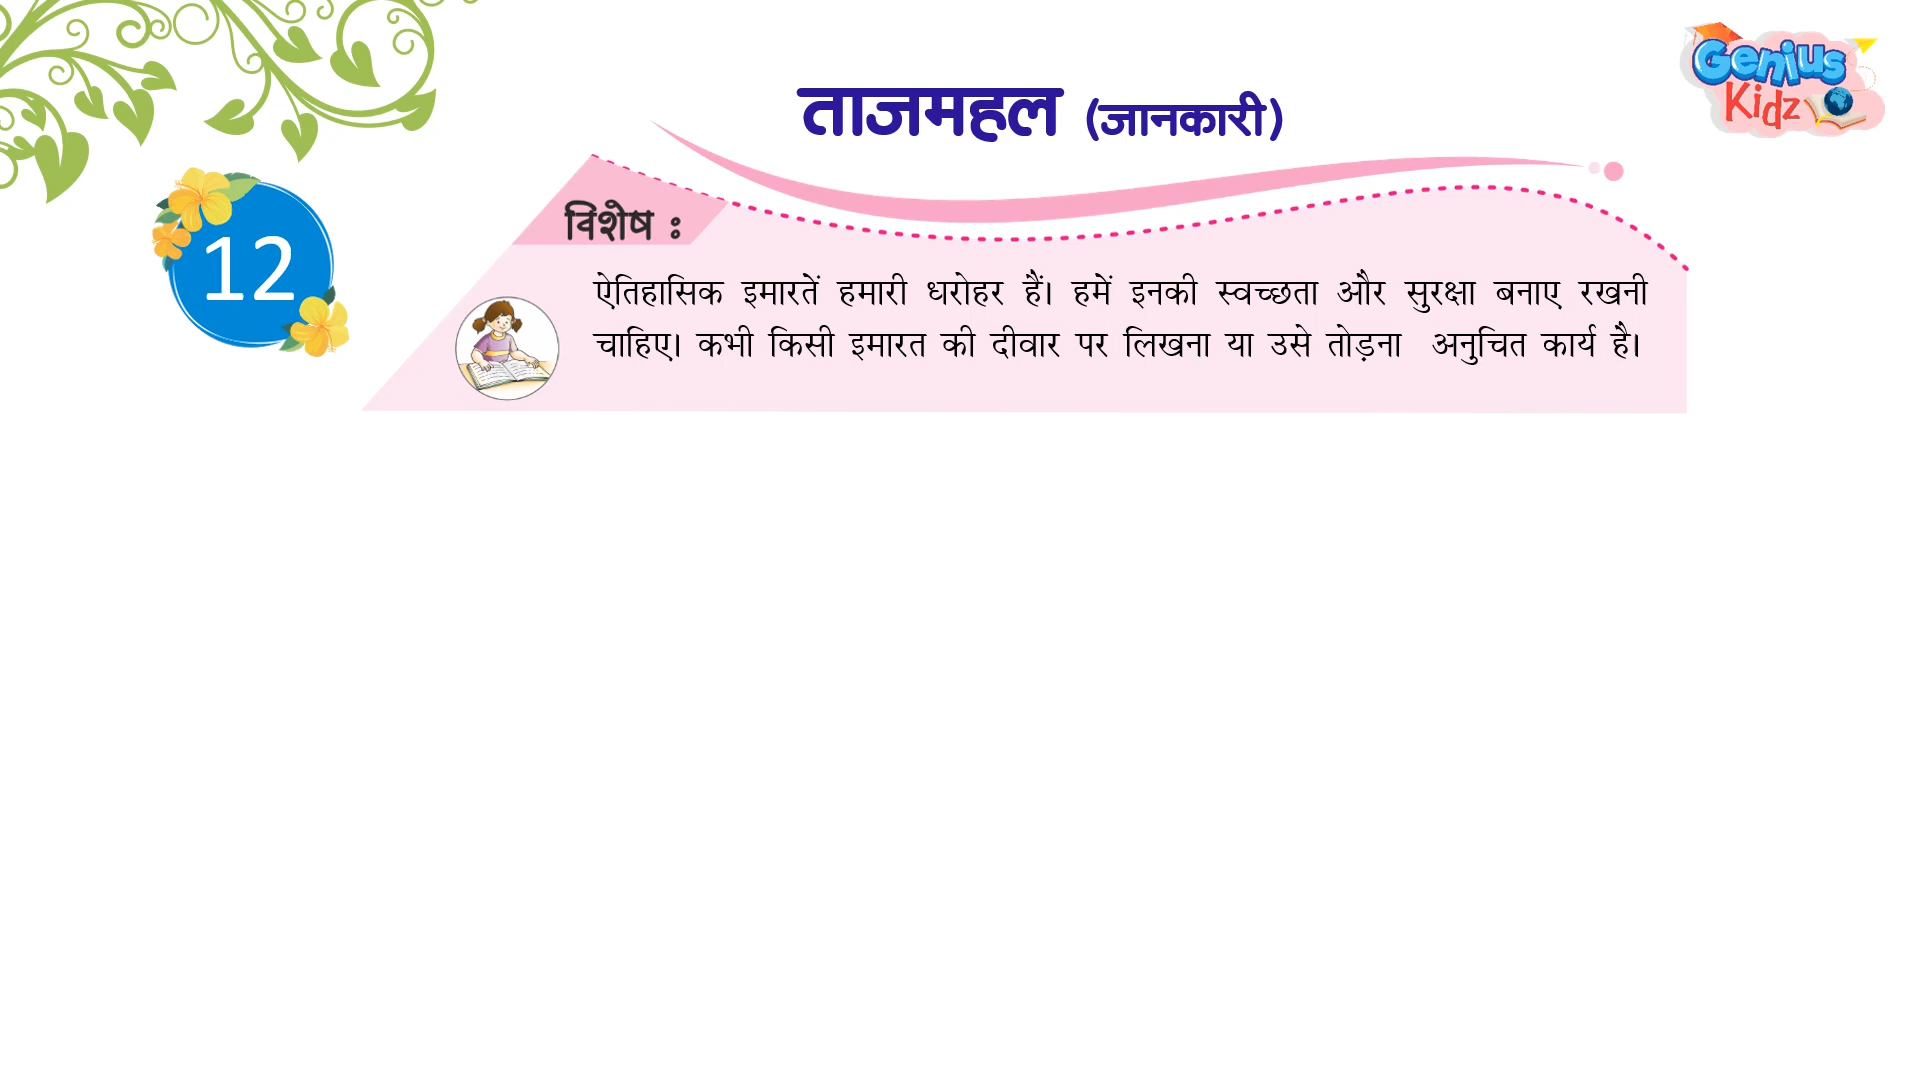 Genius
Kidz
ताजमहल (जानकारी)
12
विशेष :
ऐतिहासिक इमारतें हमारी धरोहर हैं। हमें इनकी स्वच्छता और सुरक्षा बनाए रखनी
चाहिए। कभी किसी इमारत की दीवार पर लिखना या उसे तोड़ना अनुचित कार्य है।